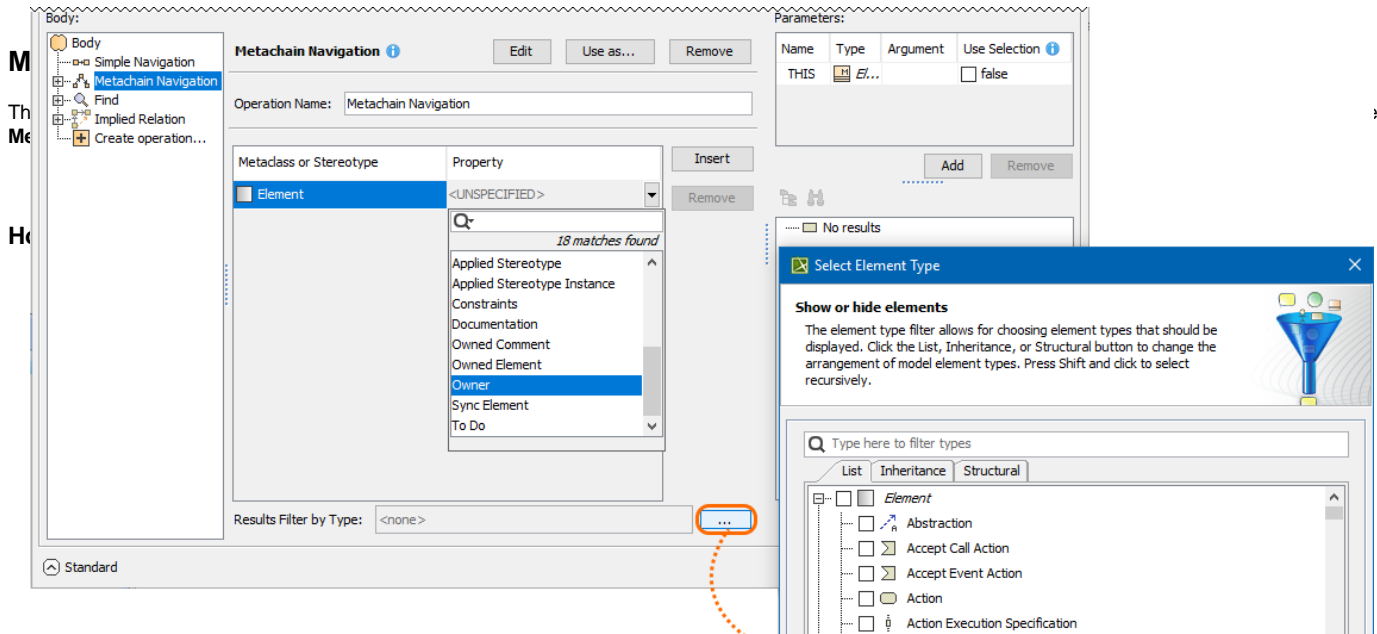 Body:
Parameters:
Body
Simple Navigation
Metachain Navigation
Find
Implied Relation
Create operation...
Metachain Navigation
Edit
Use as...
Remove
Operation Name: Metachain Navigation
Metaclass or Stereotype Property
Element <UNSPECIFIED>
Insert
Remove
18 matches found
Applied Stereotype
Applied Stereotype Instance
Constraints
Documentation
Owned Comment
Owned Element
Owner
Sync Element
To Do
Results Filter by Type: <none> ...
Standard
Name Type Argument Use Selection
THIS El... false
Add Remove
No results
Select Element Type
Show or hide elements
The element type filter allows for choosing element types that should be
displayed. Click the List, Inheritance, or Structural button to change the
arrangement of model element types. Press Shift and click to select
recursively.
Type here to filter types
List Inheritance Structural
Element
Abstraction
Accept Call Action
Accept Event Action
Action
Action Execution Specification